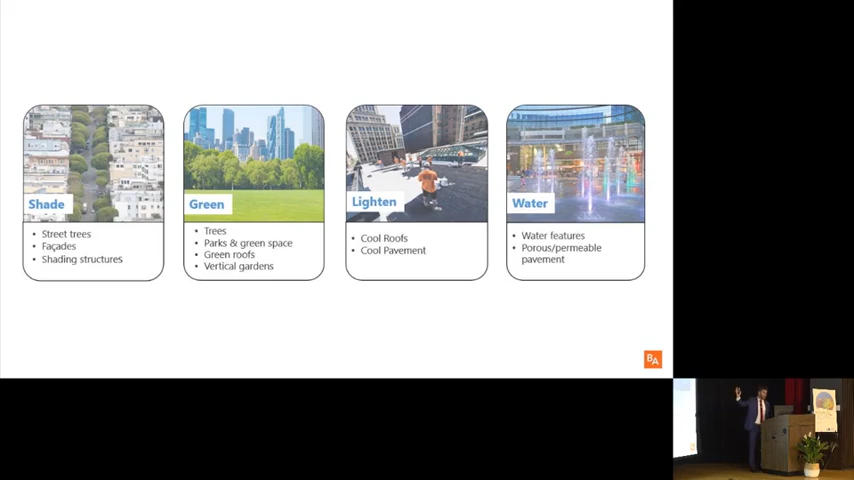 Shade
• Street trees
• Façades
• Shading structures
Green
• Trees
• Parks & green space
• Green roofs
• Vertical gardens
Lighten
• Cool Roofs
• Cool Pavement
Water
• Water features
• Porous/permeable
pavement
BA